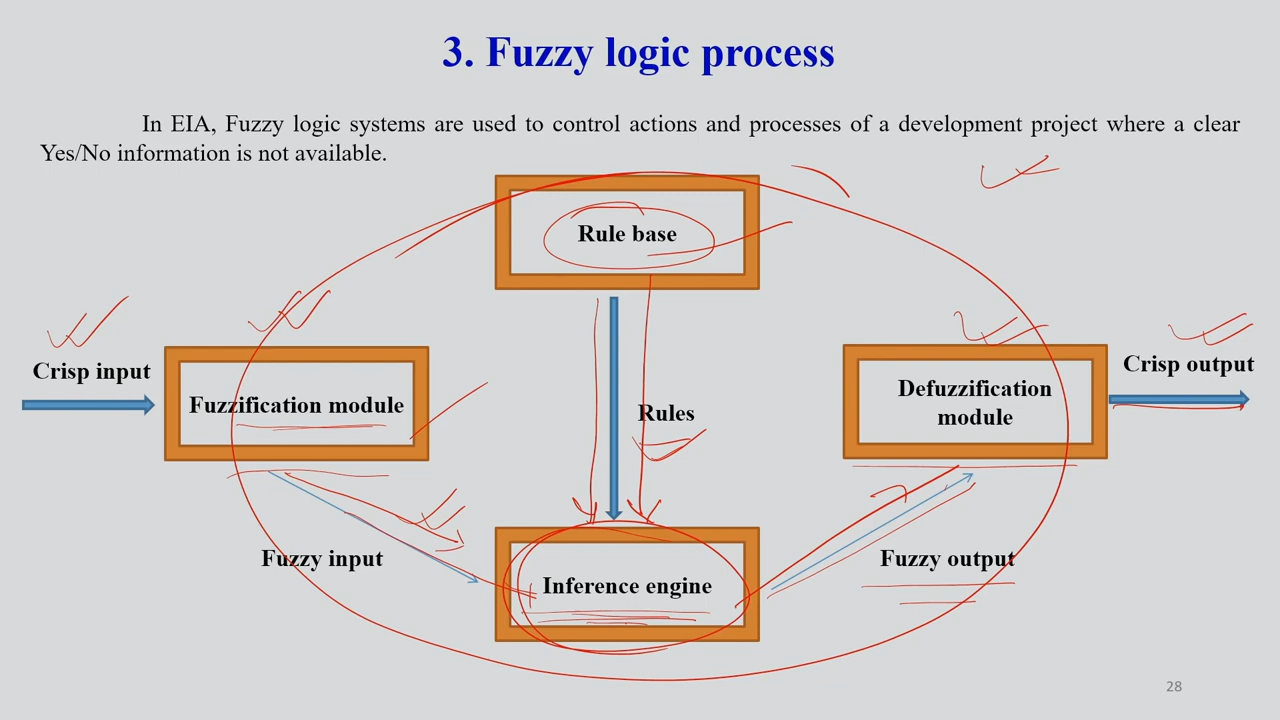 3. Fuzzy logic process
In EIA, Fuzzy logic systems are used to control actions and processes of a development project where a clear
Yes/No information is not available.
Rule base
Crisp input
Fuzzification module
Rules
Defuzzification
module
Crisp output
Fuzzy input
Inference engine
Fuzzy output
28